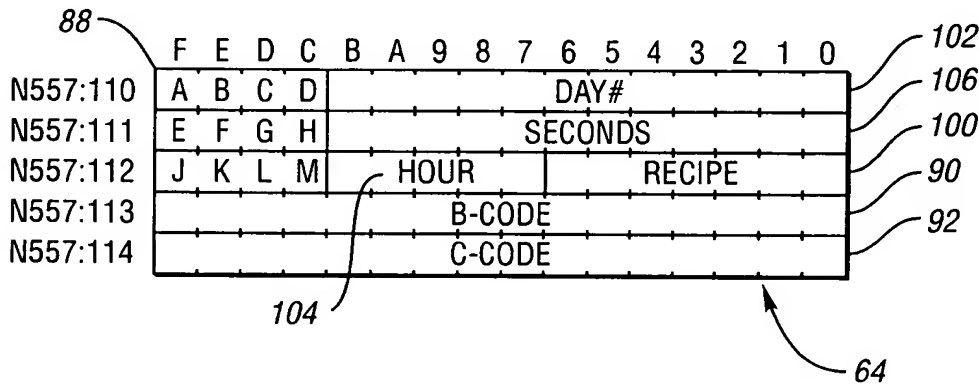 88
F E D C B A 9 8 7 6 5 4 3 2 1 0
102
N557:110 A B C D DAY#
106
N557:111 E F G H SECONDS
100
N557:112 J K L M HOUR RECIPE
90
N557:113 B-CODE
92
N557:114 C-CODE
104
64